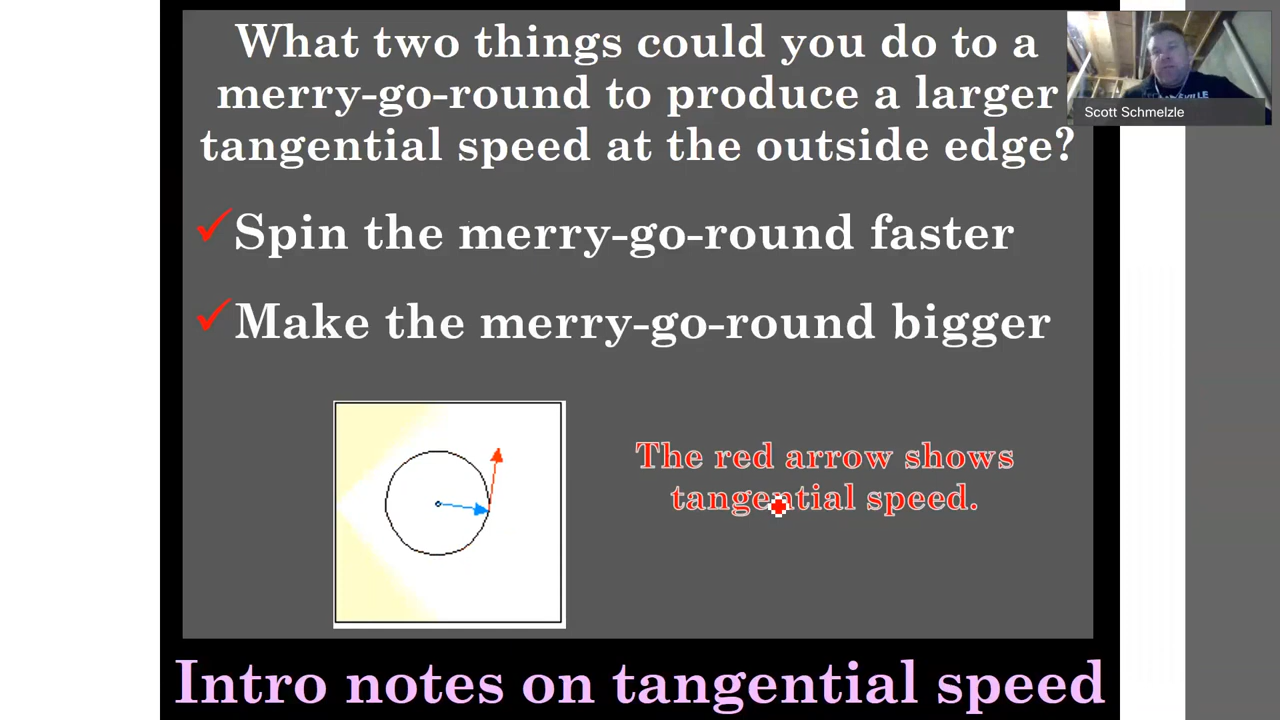 What two things could you do to a
merry-go-round to produce a larger
tangential speed at the outside edge?
Scott Schmelzle
✓Spin the merry-go-round faster
✓Make the merry-go-round bigger
The red arrow shows
tangential speed.
Intro notes on tangential speed